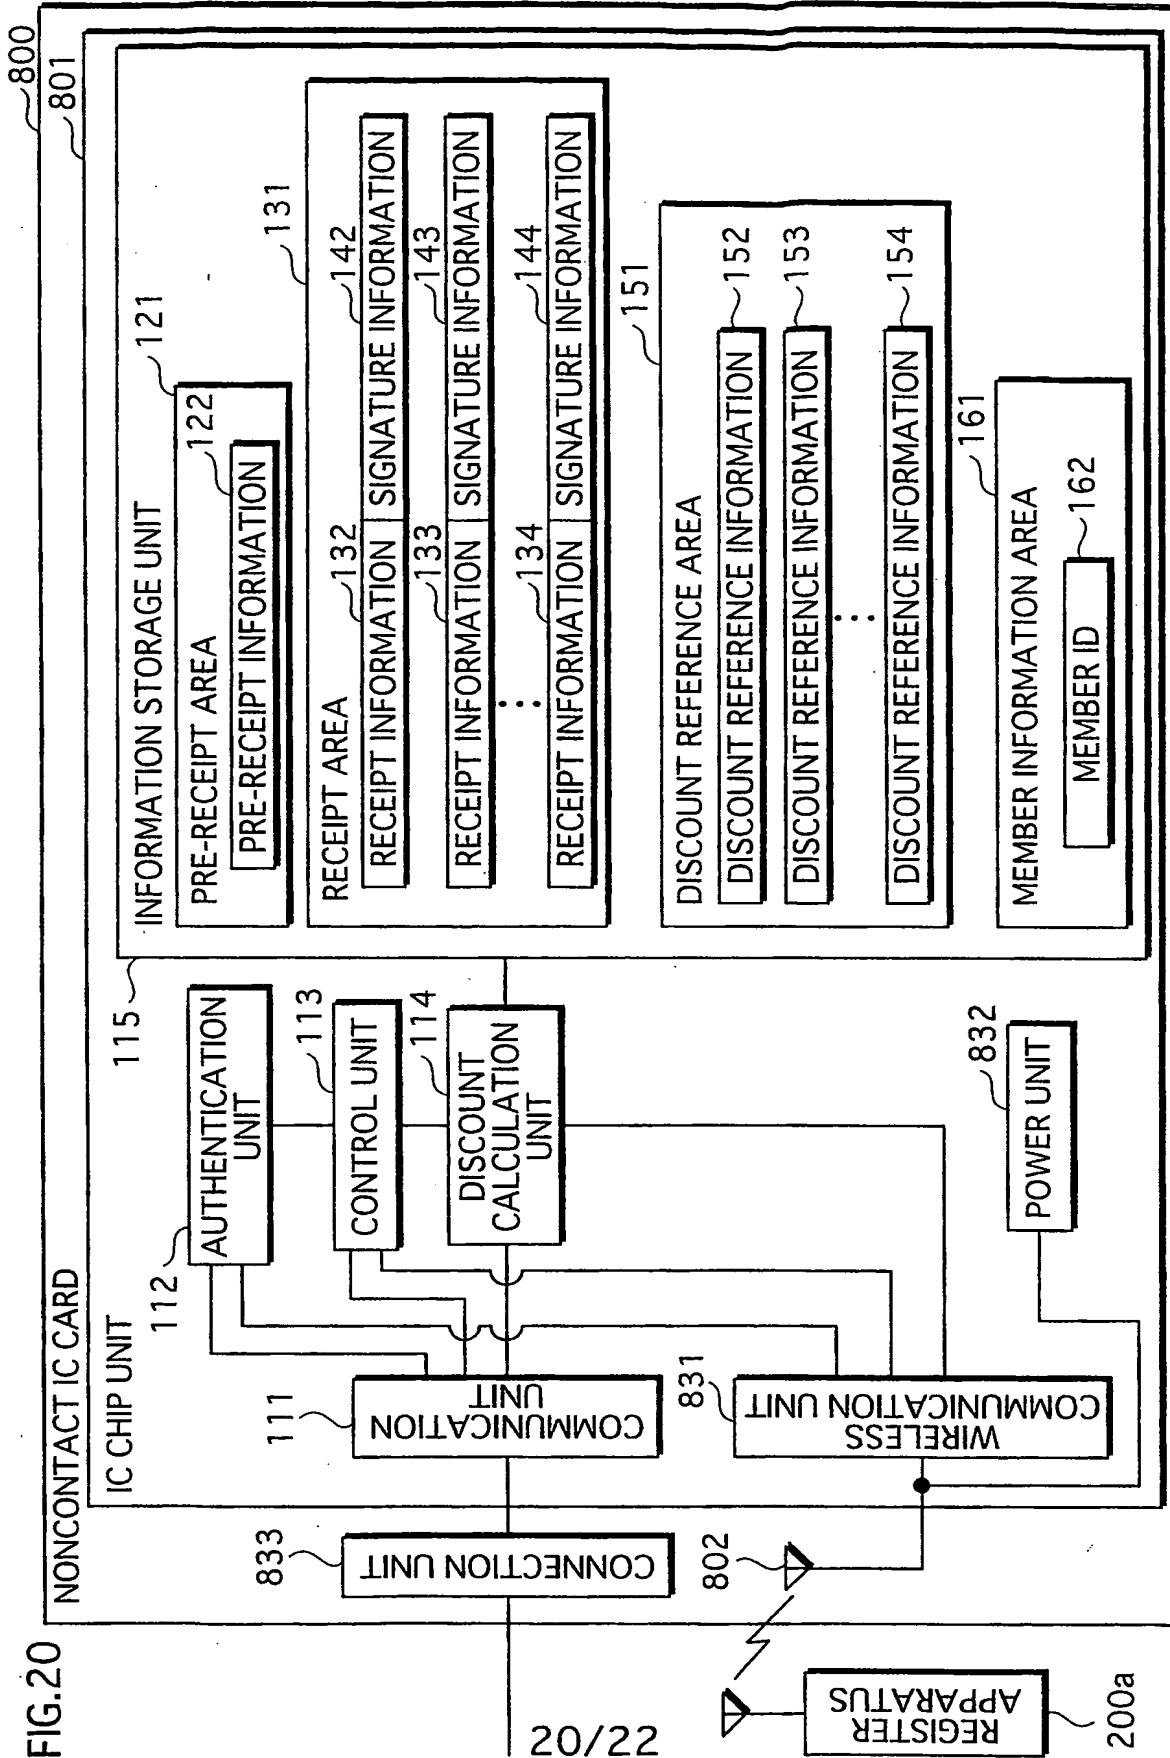 FIG.20
NONCONTACT IC CARD
800
IC CHIP UNIT
801
115
INFORMATION STORAGE UNIT
PRE-RECEIPT AREA
121
PRE-RECEIPT INFORMATION
122
RECEIPT AREA
131
RECEIPT INFORMATION
132
SIGNATURE INFORMATION
142
RECEIPT INFORMATION
133
SIGNATURE INFORMATION
143
RECEIPT INFORMATION
134
SIGNATURE INFORMATION
144
DISCOUNT REFERENCE AREA
151
DISCOUNT REFERENCE INFORMATION
152
DISCOUNT REFERENCE INFORMATION
153
DISCOUNT REFERENCE INFORMATION
154
MEMBER INFORMATION AREA
161
MEMBER ID
162
112
AUTHENTICATION
UNIT
113
CONTROL UNIT
114
DISCOUNT
CALCULATION
UNIT
832
POWER UNIT
111
COMMUNICATION
UNIT
831
WIRELESS
COMMUNICATION UNIT
833
CONNECTION UNIT
802
20/22
REGISTER
APPARATUS
200a